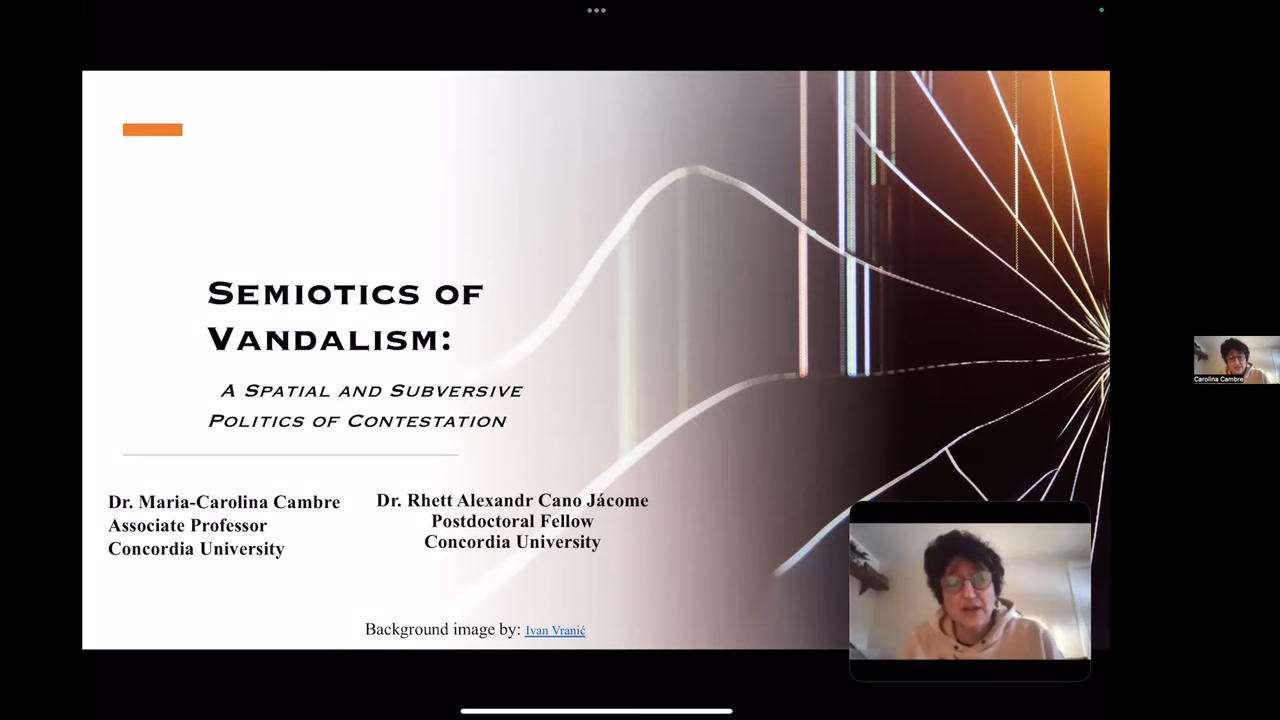 Semiotics of
Vandalism:
A Spatial and Subversive
Politics of Contestation
Dr. Maria-Carolina Cambre
Associate Professor
Concordia University
Dr. Rhett Alexandr Cano Jácome
Postdoctoral Fellow
Concordia University
Background image by: Ivan Vranić
Carolina Cambre